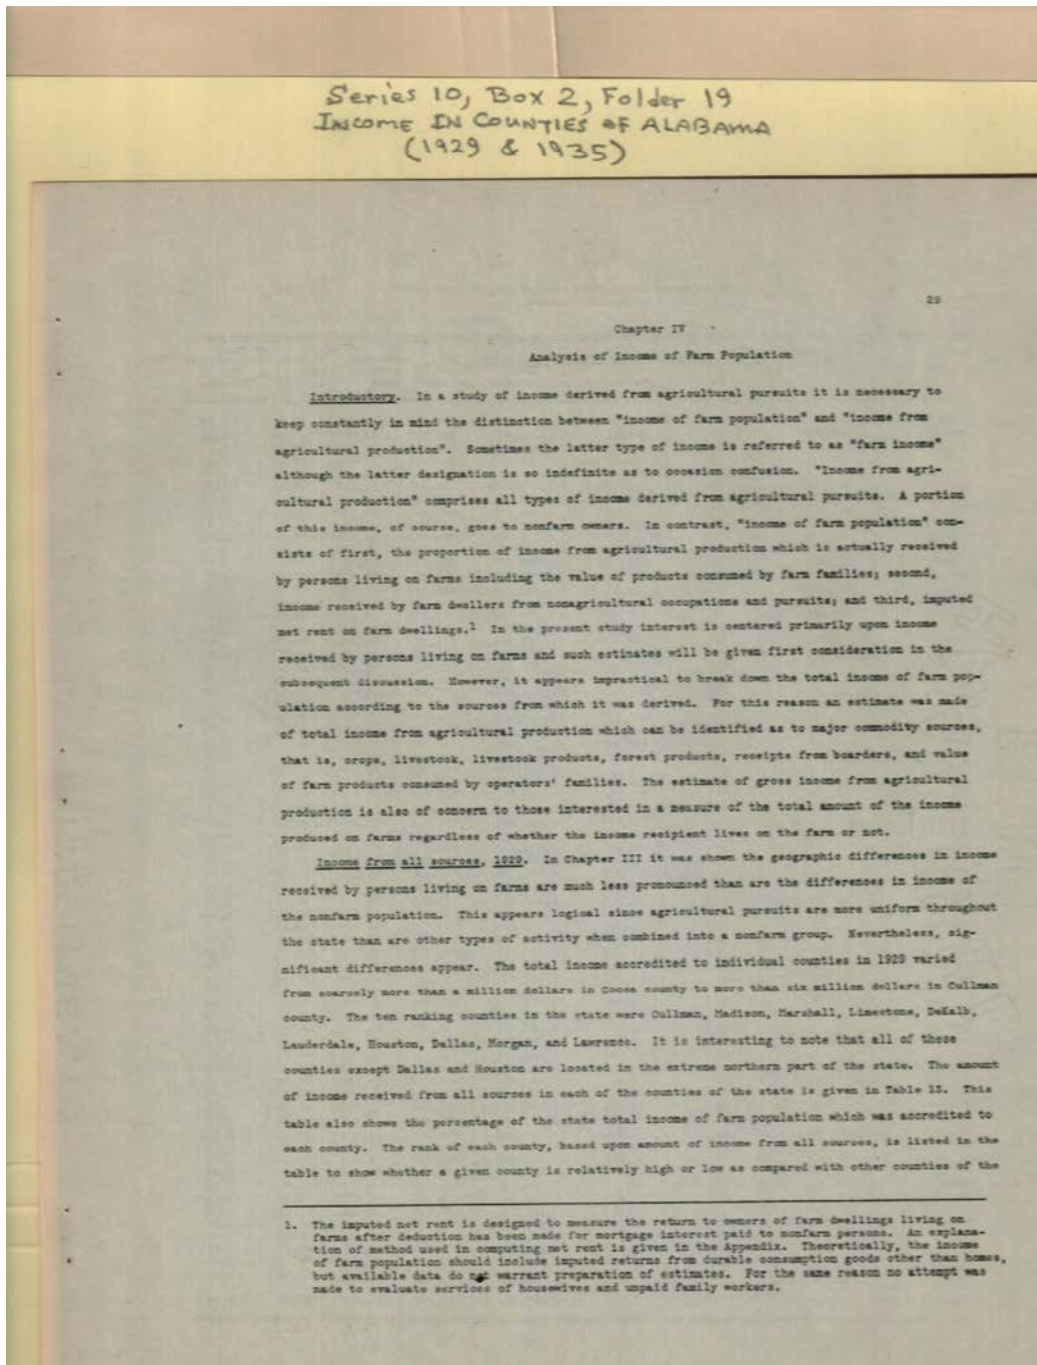 Series 10, Box 2, Folder 19
INCOME IN COUNTIES OF ALABAMA
(1929 & 1935)
29
Chapter IV
Analysis of Income of Farm Population
Introductory. In a study of income derived from agricultural pursuits it is necessary to
keep constantly in mind the distinction between "income of farm population" and "income from
agricultural production". Sometimes the latter type of income is referred to as "farm income"
although the latter designation is so indefinite as to occasion confusion. "Income from agri-
cultural production" comprises all types of income derived from agricultural pursuits. A portion
of this income, of course, goes to nonfarm owners. In contrast, "income of farm population" con-
sists of first, the proportion of income from agricultural production which is actually received
by persons living on farms including the value of products consumed by farm families; second,
income received by farm dwellers from nonagricultural occupations and pursuits; and third, imputed
net rent on farm dwellings.1 In the present study interest is centered primarily upon income
received by persons living on farms and such estimates will be given first consideration in the
subsequent discussion. However, it appears impractical to break down the total income of farm pop-
ulation according to the sources from which it was derived. For this reason an estimate was made
of total income from agricultural production which can be identified as to major commodity sources,
that is, crops, livestock, livestock products, forest products, receipts from boarders, and value
of farm products consumed by operators' families. The estimate of gross income from agricultural
production is also of concern to those interested in a measure of the total amount of the income
produced on farms regardless of whether the income recipient lives on the farm or not.
Income from all sources, 1929. In Chapter III it was shown the geographic differences in income
received by persons living on farms are much less pronounced than are the differences in income of
the nonfarm population. This appears logical since agricultural pursuits are more uniform throughout
the state than are other types of activity when combined into a nonfarm group. Nevertheless, sig-
nificant differences appear. The total income accredited to individual counties in 1929 varied
from scarcely more than a million dollars in Coosa county to more than six million dollars in Cullman
county. The ten ranking counties in the state were Cullman, Madison, Marshall, Limestone, DeKalb,
Lauderdale, Houston, Dallas, Morgan, and Lawrence. It is interesting to note that all of these
counties except Dallas and Houston are located in the extreme northern part of the state. The amount
of income received from all sources in each of the counties of the state is given in Table 13. This
table also shows the percentage of the state total income of farm population which was accredited to
each county. The rank of each county, based upon amount of income from all sources, is listed in the
table to show whether a given county is relatively high or low as compared with other counties of the
1. The imputed net rent is designed to measure the return to owners of farm dwellings living on
farms after deduction has been made for mortgage interest paid to nonfarm persons. An explana-
tion of method used in computing net rent is given in the Appendix. Theoretically, the income
of farm population should include imputed returns from durable consumption goods other than homes,
but available data do not warrant preparation of estimates. For the same reason no attempt was
made to evaluate services of housewives and unpaid family workers.